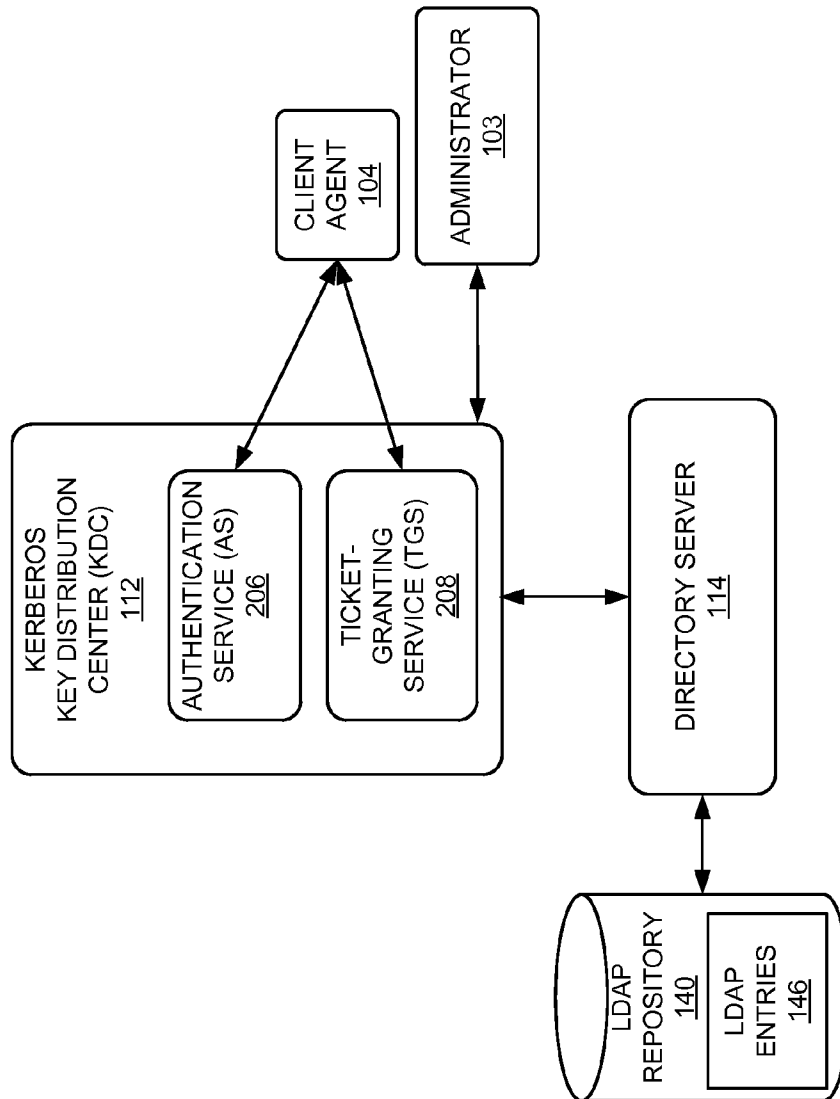 KERBEROS
KEY DISTRIBUTION
CENTER (KDC)
112
AUTHENTICATION
SERVICE (AS)
206
TICKET-
GRANTING
SERVICE (TGS)
208
CLIENT
AGENT
104
ADMINISTRATOR
103
DIRECTORY SERVER
114
LDAP
REPOSITORY
140
LDAP
ENTRIES
146